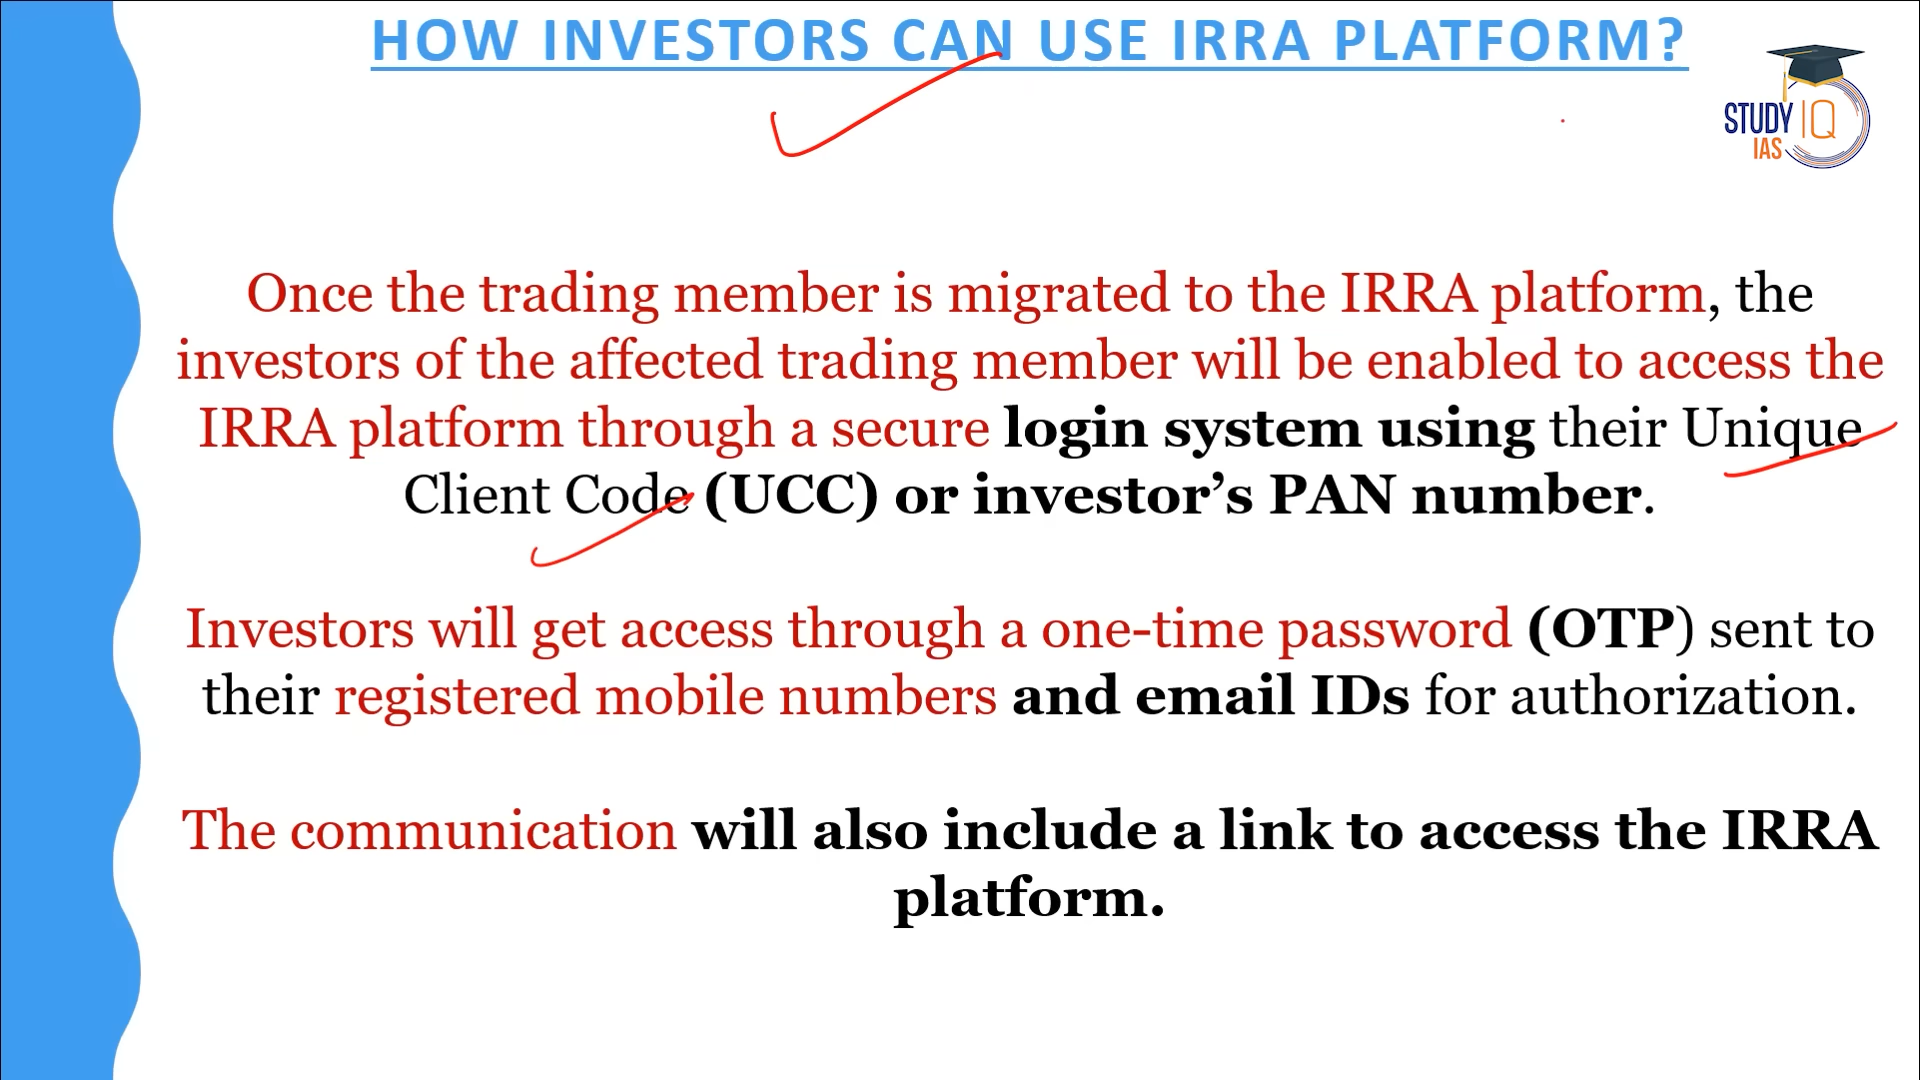 HOW INVESTORS CAN USE IRRA PLATFORM?
STUDY IQ
IAS
Once the trading member is migrated to the IRRA platform, the
investors of the affected trading member will be enabled to access the
IRRA platform through a secure login system using their Unique
Client Code (UCC) or investor’s PAN number.
Investors will get access through a one-time password (OTP) sent to
their registered mobile numbers and email IDs for authorization.
The communication will also include a link to access the IRRA
platform.